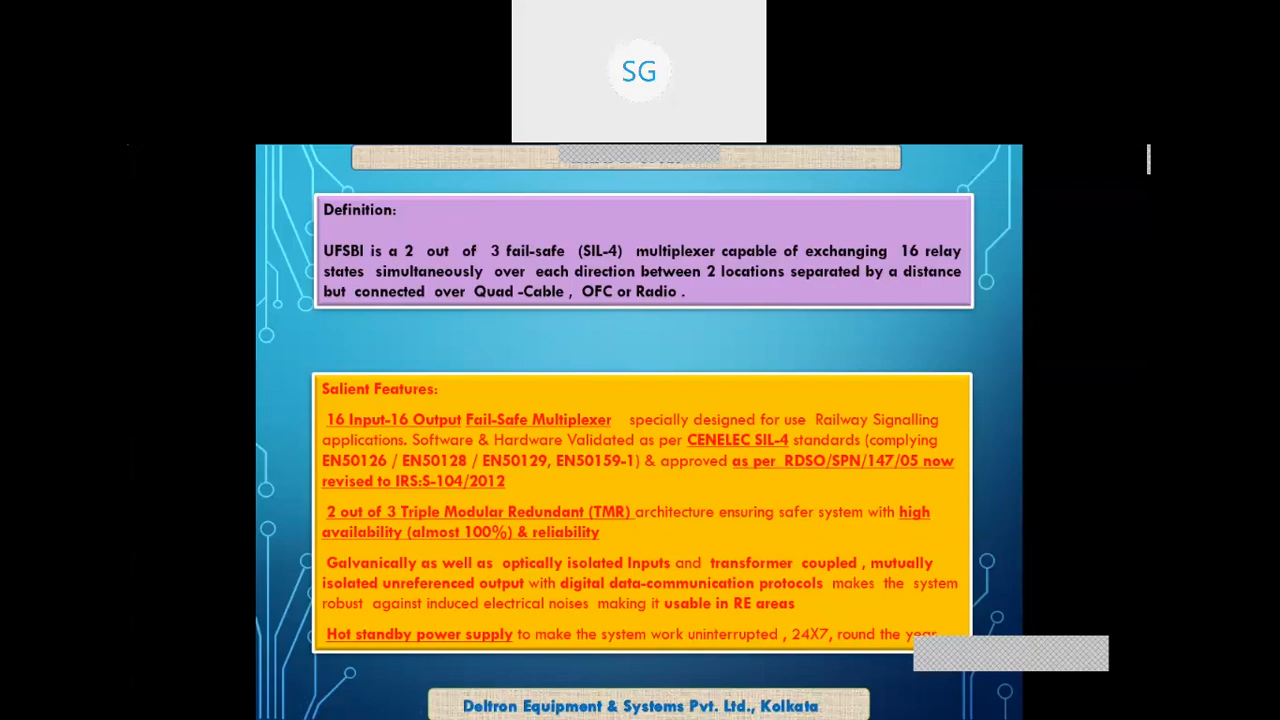 SG
Definition:
UFSBI is a 2 out of 3 fail-safe (SIL-4) multiplexer capable of exchanging 16 relay
states simultaneously over each direction between 2 locations separated by a distance
but connected over Quad -Cable , OFC or Radio .
Salient Features:
16 Input-16 Output Fail-Safe Multiplexer specially designed for use Railway Signalling
applications. Software & Hardware Validated as per CENELEC SIL-4 standards (complying
EN50126 / EN50128 / EN50129, EN50159-1) & approved as per RDSO/SPN/147/05 now
revised to IRS:S-104/2012
2 out of 3 Triple Modular Redundant (TMR) architecture ensuring safer system with high
availability (almost 100%) & reliability
Galvanically as well as optically isolated Inputs and transformer coupled , mutually
isolated unreferenced output with digital data-communication protocols makes the system
robust against induced electrical noises making it usable in RE areas
Hot standby power supply to make the system work uninterrupted , 24X7, round the year
Deltron Equipment & Systems Pvt. Ltd., Kolkata